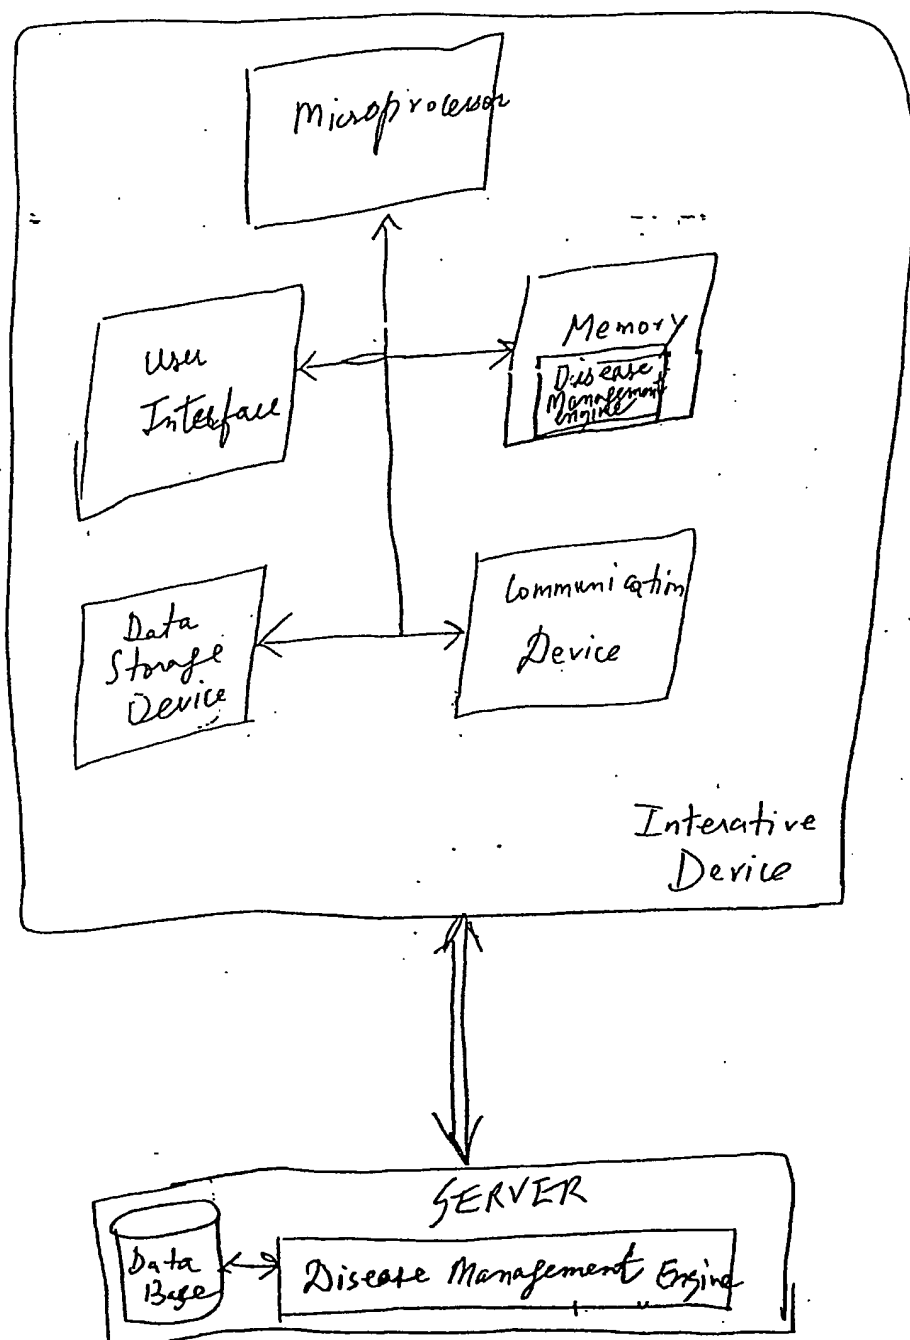 Microprocessor
User
Interface
Memory
Disease
Management
Engine
Data
Storage
Device
Communication
Device
Interative
Device
SERVER
Data
Base
Disease Management Engine